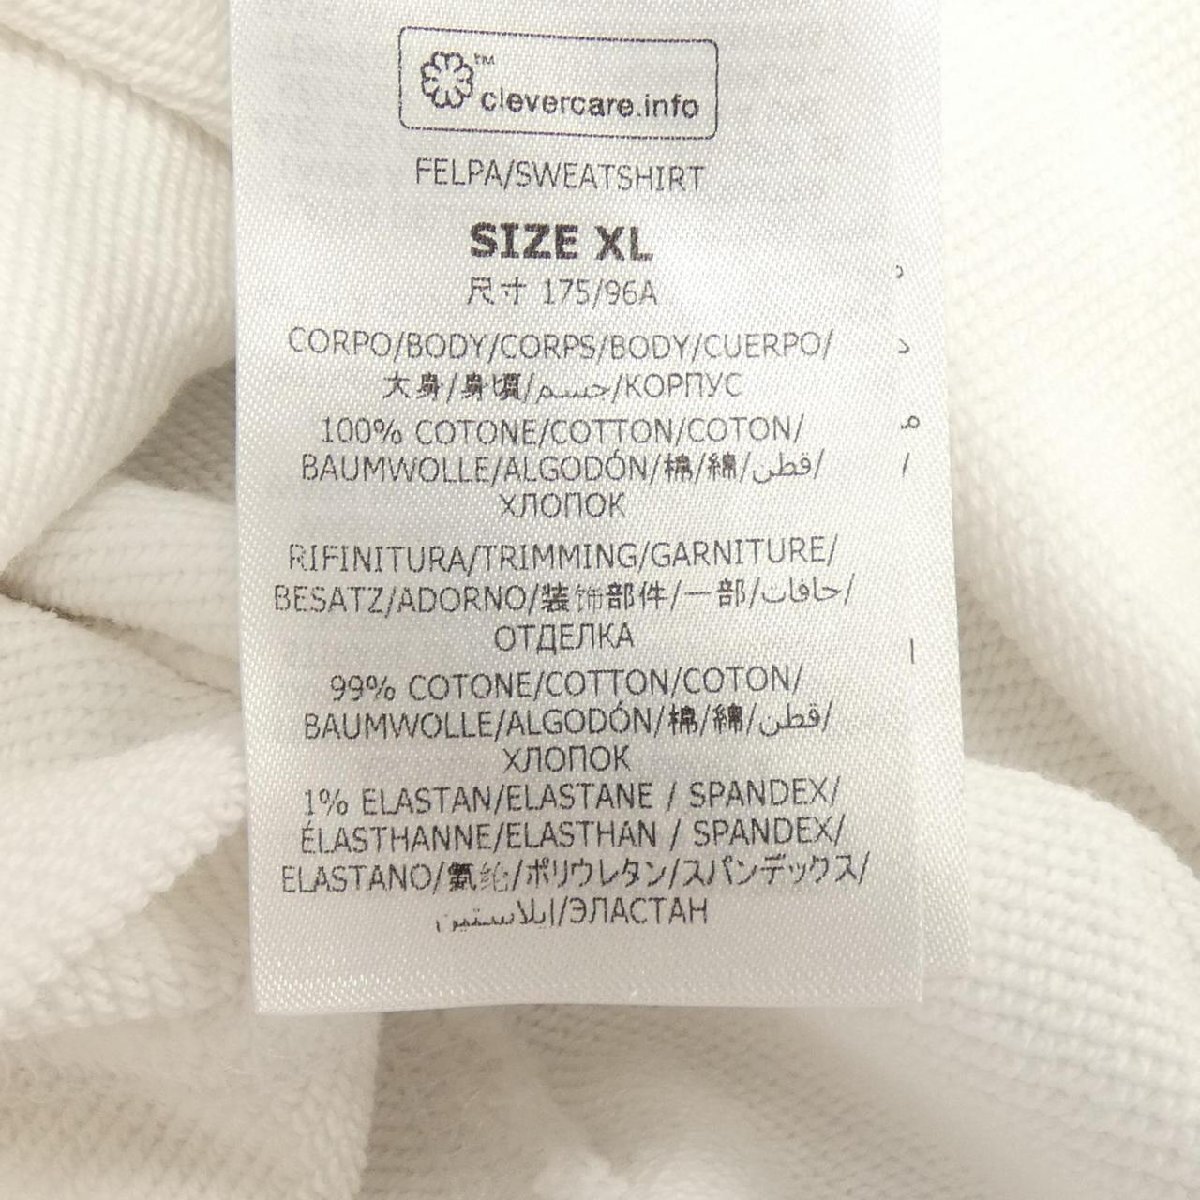 ™
clevercare.info
FELPA/SWEATSHIRT
SIZE XL
尺寸 175/96A
CORPO/BODY/CORPS/BODY/CUERPO/
大身/身頃/جسم/КОРПУС
100% COTONE/COTTON/COTON/
BAUMWOLLE/ALGODÓN/棉/綿/قطن/
ХЛОПОК
RIFINITURA/TRIMMING/GARNITURE/
BESATZ/ADORNO/装饰部件/一部/حافات/
ОТДЕЛКА
99% COTONE/COTTON/COTON/
BAUMWOLLE/ALGODÓN/棉/綿/قطن/
ХЛОПОК
1% ELASTAN/ELASTANE / SPANDEX/
ÉLASTHANNE/ELASTHAN / SPANDEX/
ELASTANO/氨纶/ポリウレタン/スパンデックス/
إيلاستين/ЭЛАСТАН